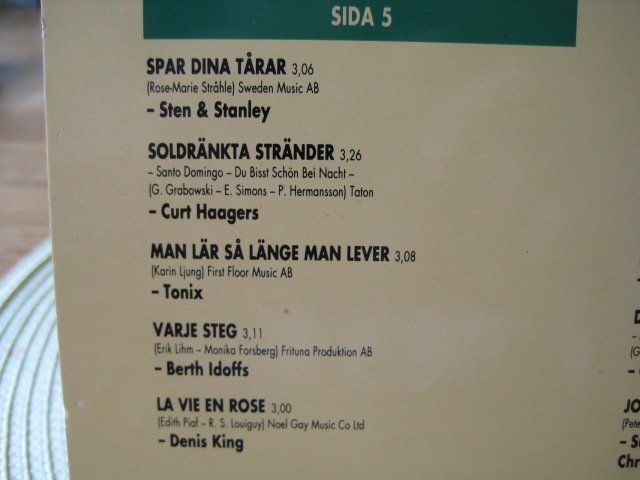 SIDA 5
SPAR DINA TÅRAR 3,06
(Rose-Marie Stråhle) Sweden Music AB
– Sten & Stanley
SOLDRÄNKTA STRÄNDER 3,26
– Santo Domingo – Du Bisst Schön Bei Nacht –
(G. Grabowski – E. Simons – P. Hermansson) Taton
– Curt Haagers
MAN LÄR SÅ LÄNGE MAN LEVER 3,08
(Karin Ljung) First Floor Music AB
– Tonix
VARJE STEG 3,11
(Erik Lihm – Monika Forsberg) Frituna Produktion AB
– Berth Idoffs
LA VIE EN ROSE 3,00
(Edith Piaf – R. S. Louiguy) Noel Gay Music Co Ltd
– Denis King